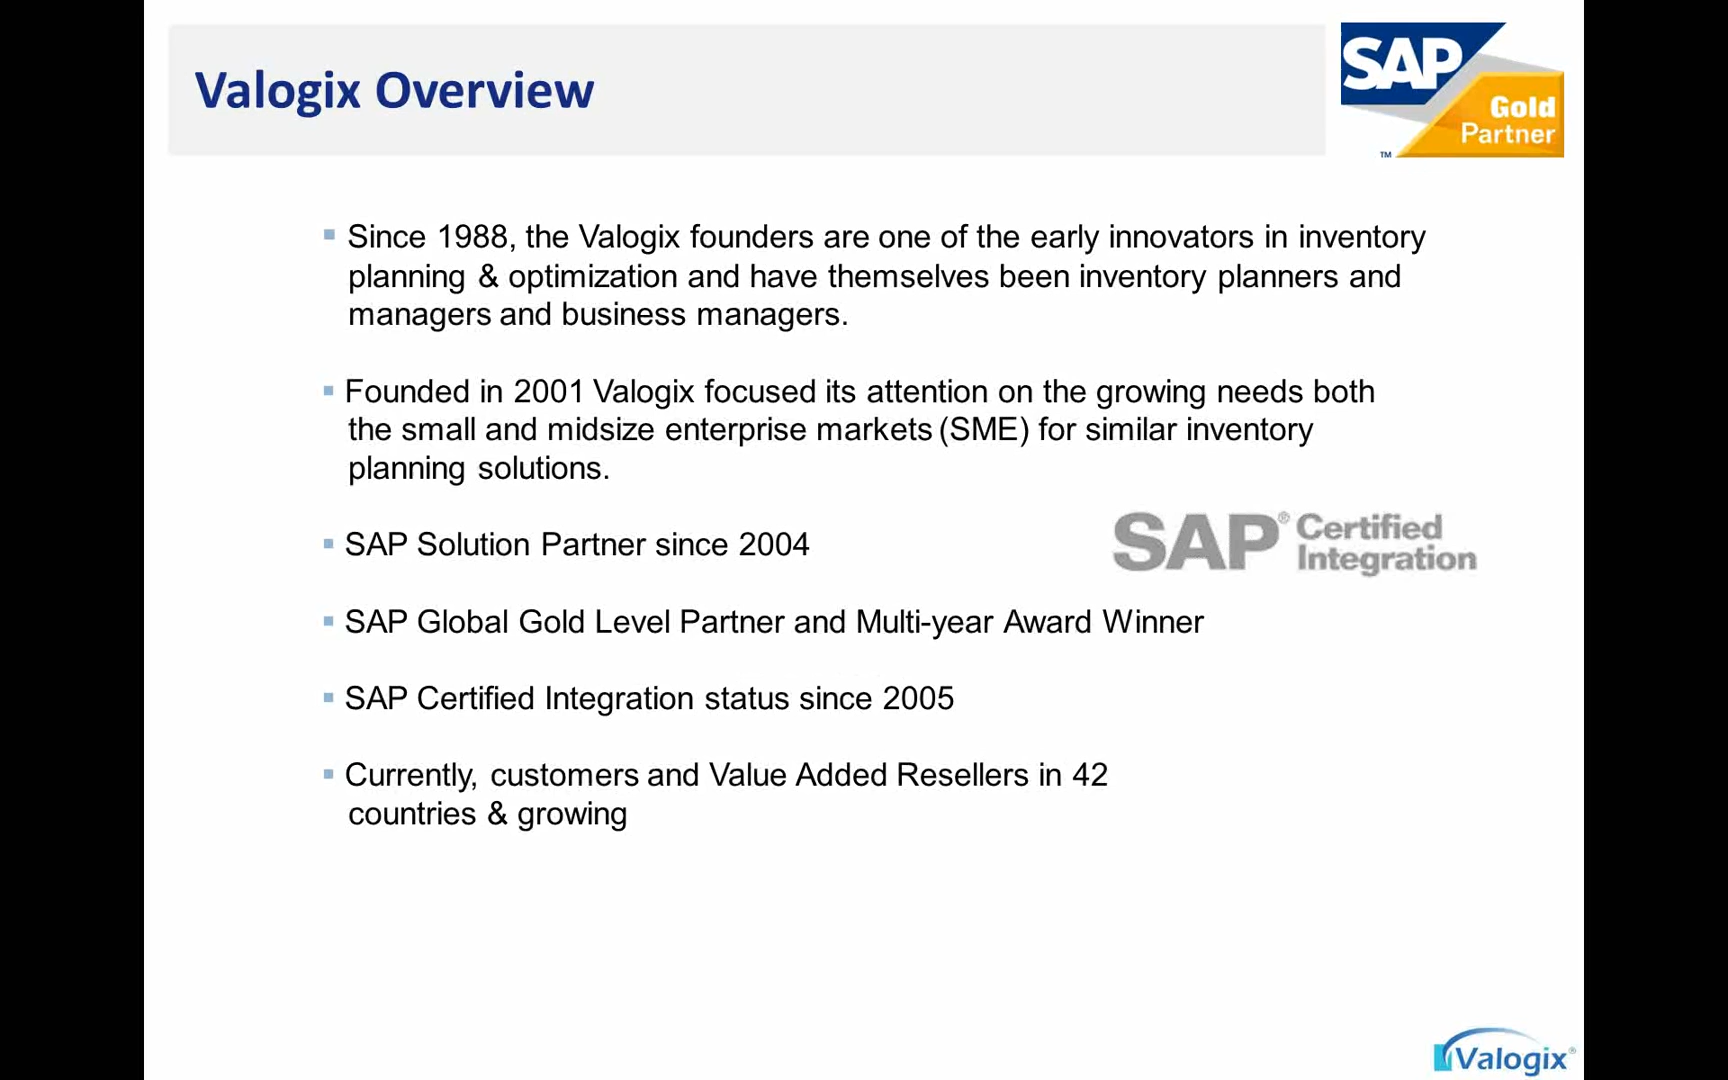 Valogix Overview
SAP
Gold
Partner
TM
Since 1988, the Valogix founders are one of the early innovators in inventory
planning & optimization and have themselves been inventory planners and
managers and business managers.
Founded in 2001 Valogix focused its attention on the growing needs both
the small and midsize enterprise markets (SME) for similar inventory
planning solutions.
SAP Solution Partner since 2004
SAP® Certified
Integration
SAP Global Gold Level Partner and Multi-year Award Winner
SAP Certified Integration status since 2005
Currently, customers and Value Added Resellers in 42
countries & growing
Valogix®